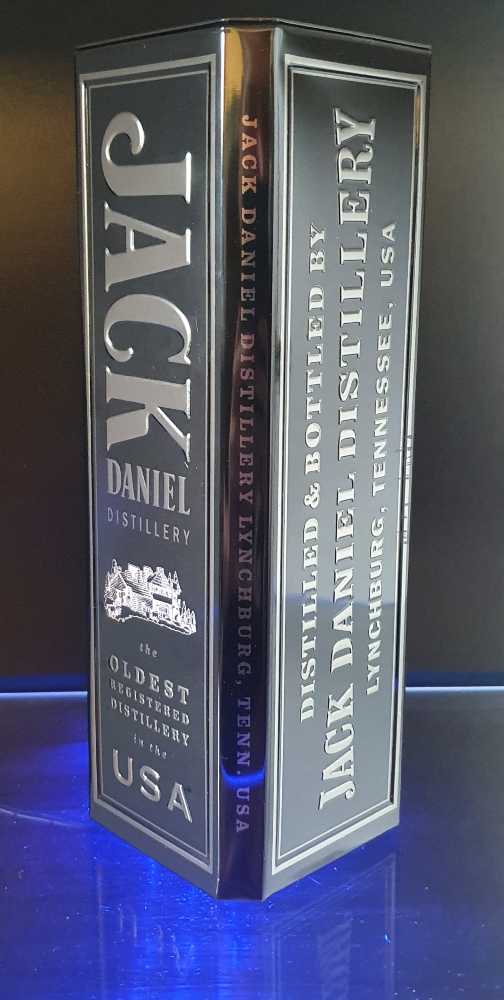 JACK
DANIEL
DISTILLERY
the
OLDEST
REGISTERED
DISTILLERY
in the
USA
JACK DANIEL DISTILLERY LYNCHBURG, TENN. USA
DISTILLED & BOTTLED BY
JACK DANIEL DISTILLERY
LYNCHBURG, TENNESSEE, USA